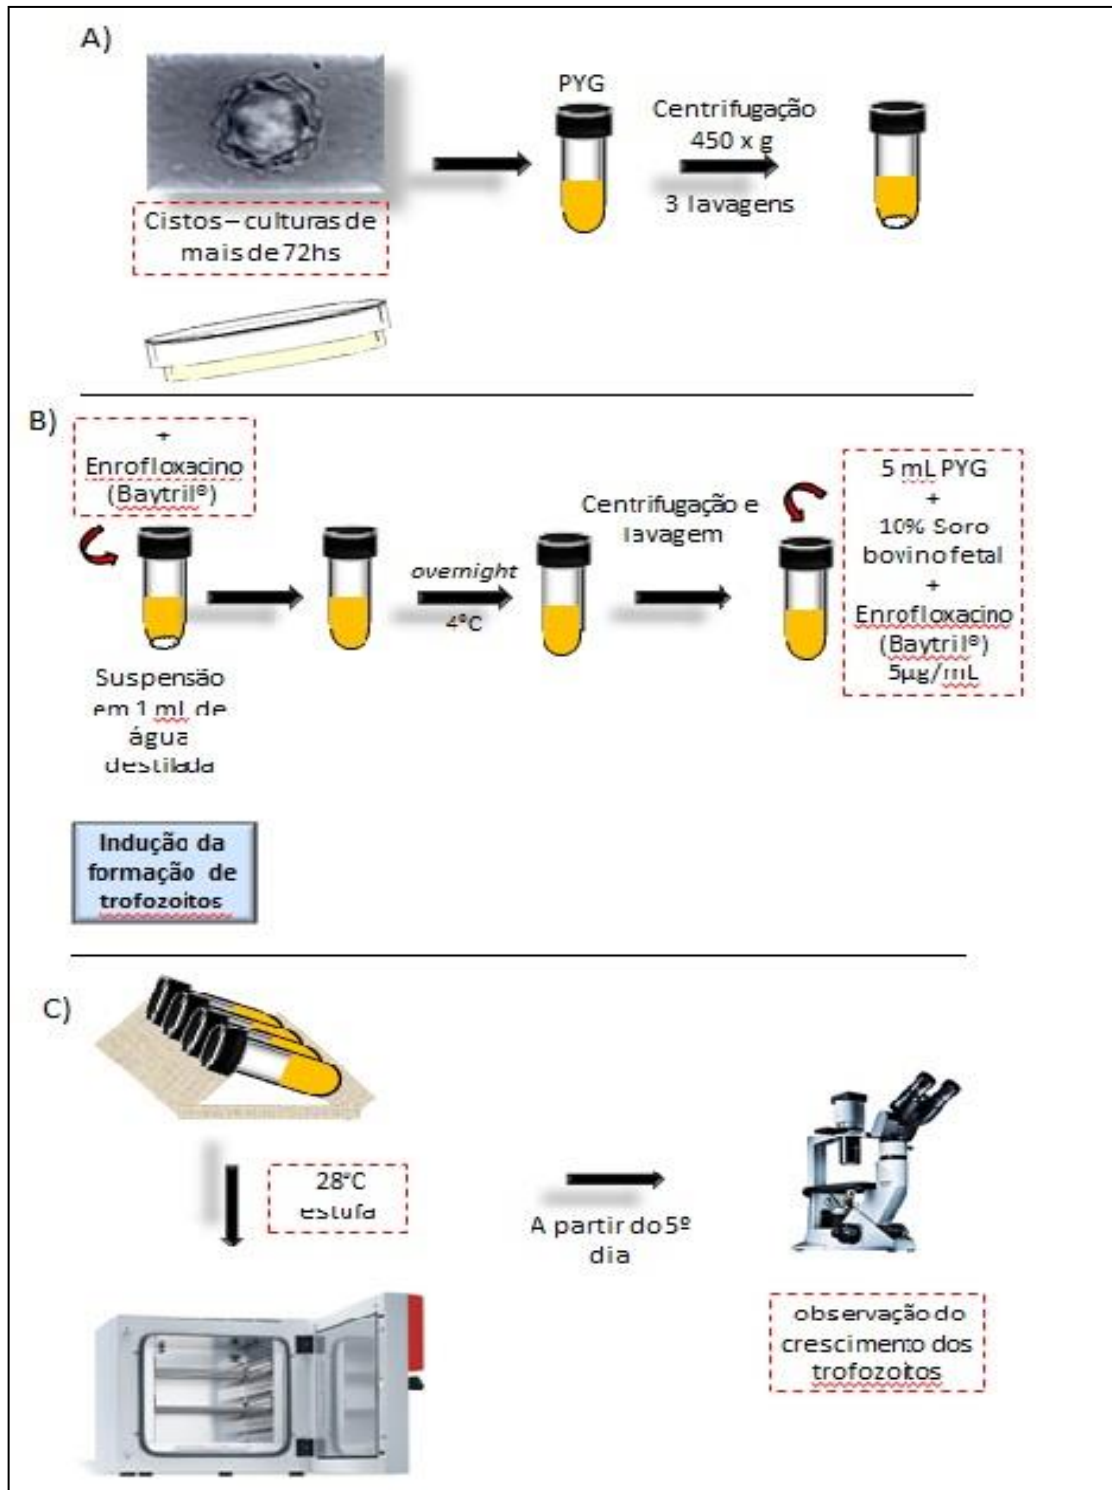 A)
PYG
Centrifugação
450 x g
3 lavagens
Cistos – culturas de
mais de 72hs
B)
+
Enrofloxacino
(Baytril®)
Suspensão
em 1 mL de
água
destilada
overnight
4ºC
Centrifugação e
lavagem
5 mL PYG
+
10% Soro
bovino fetal
+
Enrofloxacino
(Baytril®)
5µg/mL
Indução da
formação de
trofozoitos
C)
28°C
estufa
A partir do 5º
dia
observação do
crescimento dos
trofozoitos